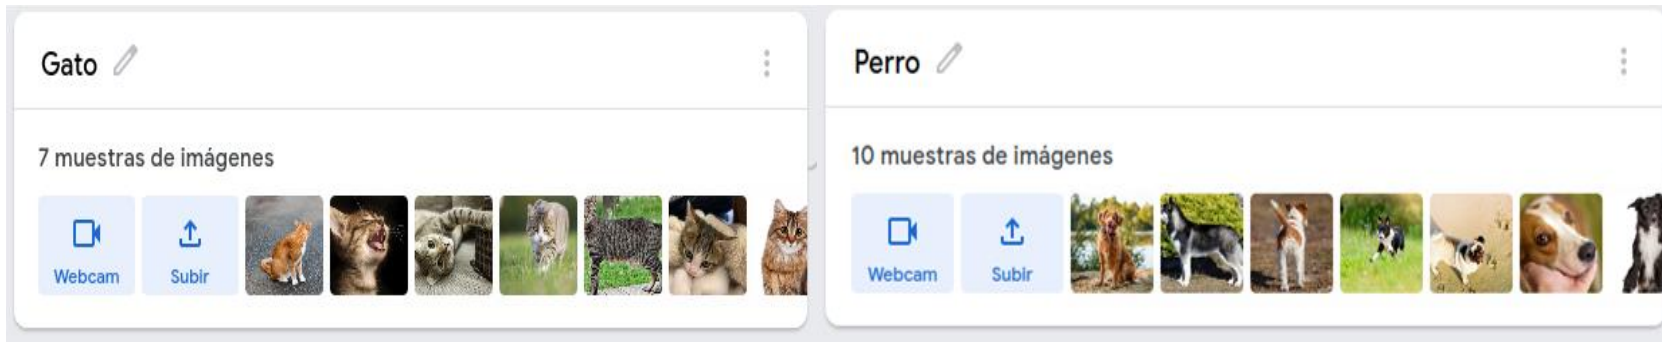 Gato
7 muestras de imágenes
Webcam
Subir
Perro
10 muestras de imágenes
Webcam
Subir